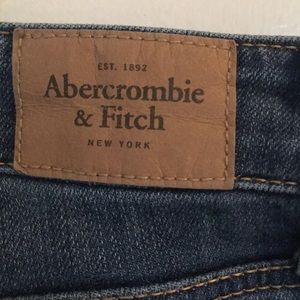 EST. 1892
Abercrombie
& Fitch
NEW YORK